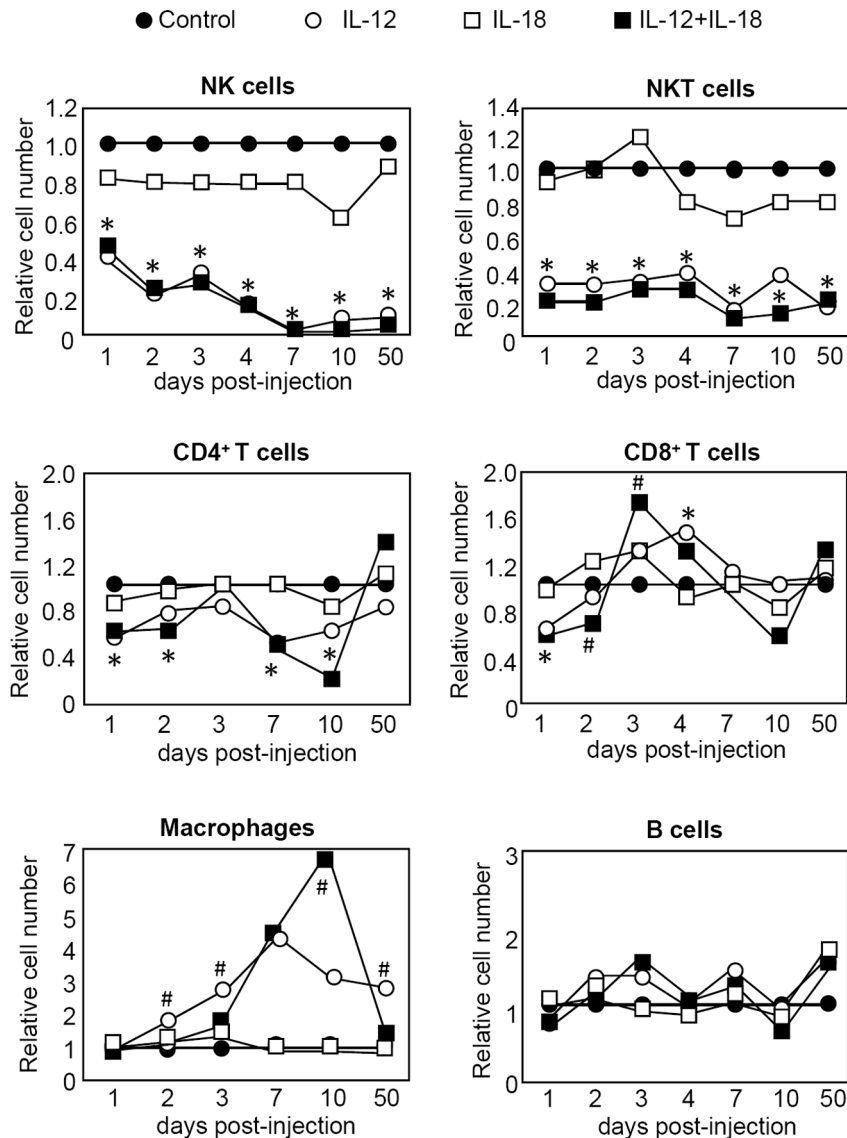 Control IL-12 IL-18 IL-12+IL-18
NK cells
Relative cell number
1.2
1.0
0.8
0.6
0.4
0.2
0
* * * * * * *
1 2 3 4 7 10 50
days post-injection
NKT cells
Relative cell number
1.4
1.2
1.0
0.8
0.6
0.4
0.2
0
* * * * * * *
1 2 3 4 7 10 50
days post-injection
CD4⁺ T cells
Relative cell number
2.0
1.6
1.2
0.8
0.4
0
* * * *
1 2 3 7 10 50
days post-injection
CD8⁺ T cells
Relative cell number
2.0
1.6
1.2
0.8
0.4
0
# *
* #
1 2 3 4 7 10 50
days post-injection
Macrophages
Relative cell number
7
6
5
4
3
2
1
0
# # # #
1 2 3 7 10 50
days post-injection
B cells
Relative cell number
3
2
1
0
1 2 3 4 7 10 50
days post-injection